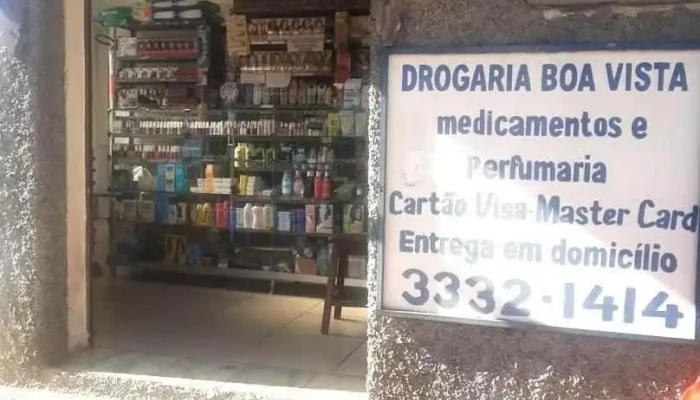 DROGARIA BOA VISTA
medicamentos e
Perfumaria
Cartão Visa-Master Card
Entrega em domicílio
3332-1414